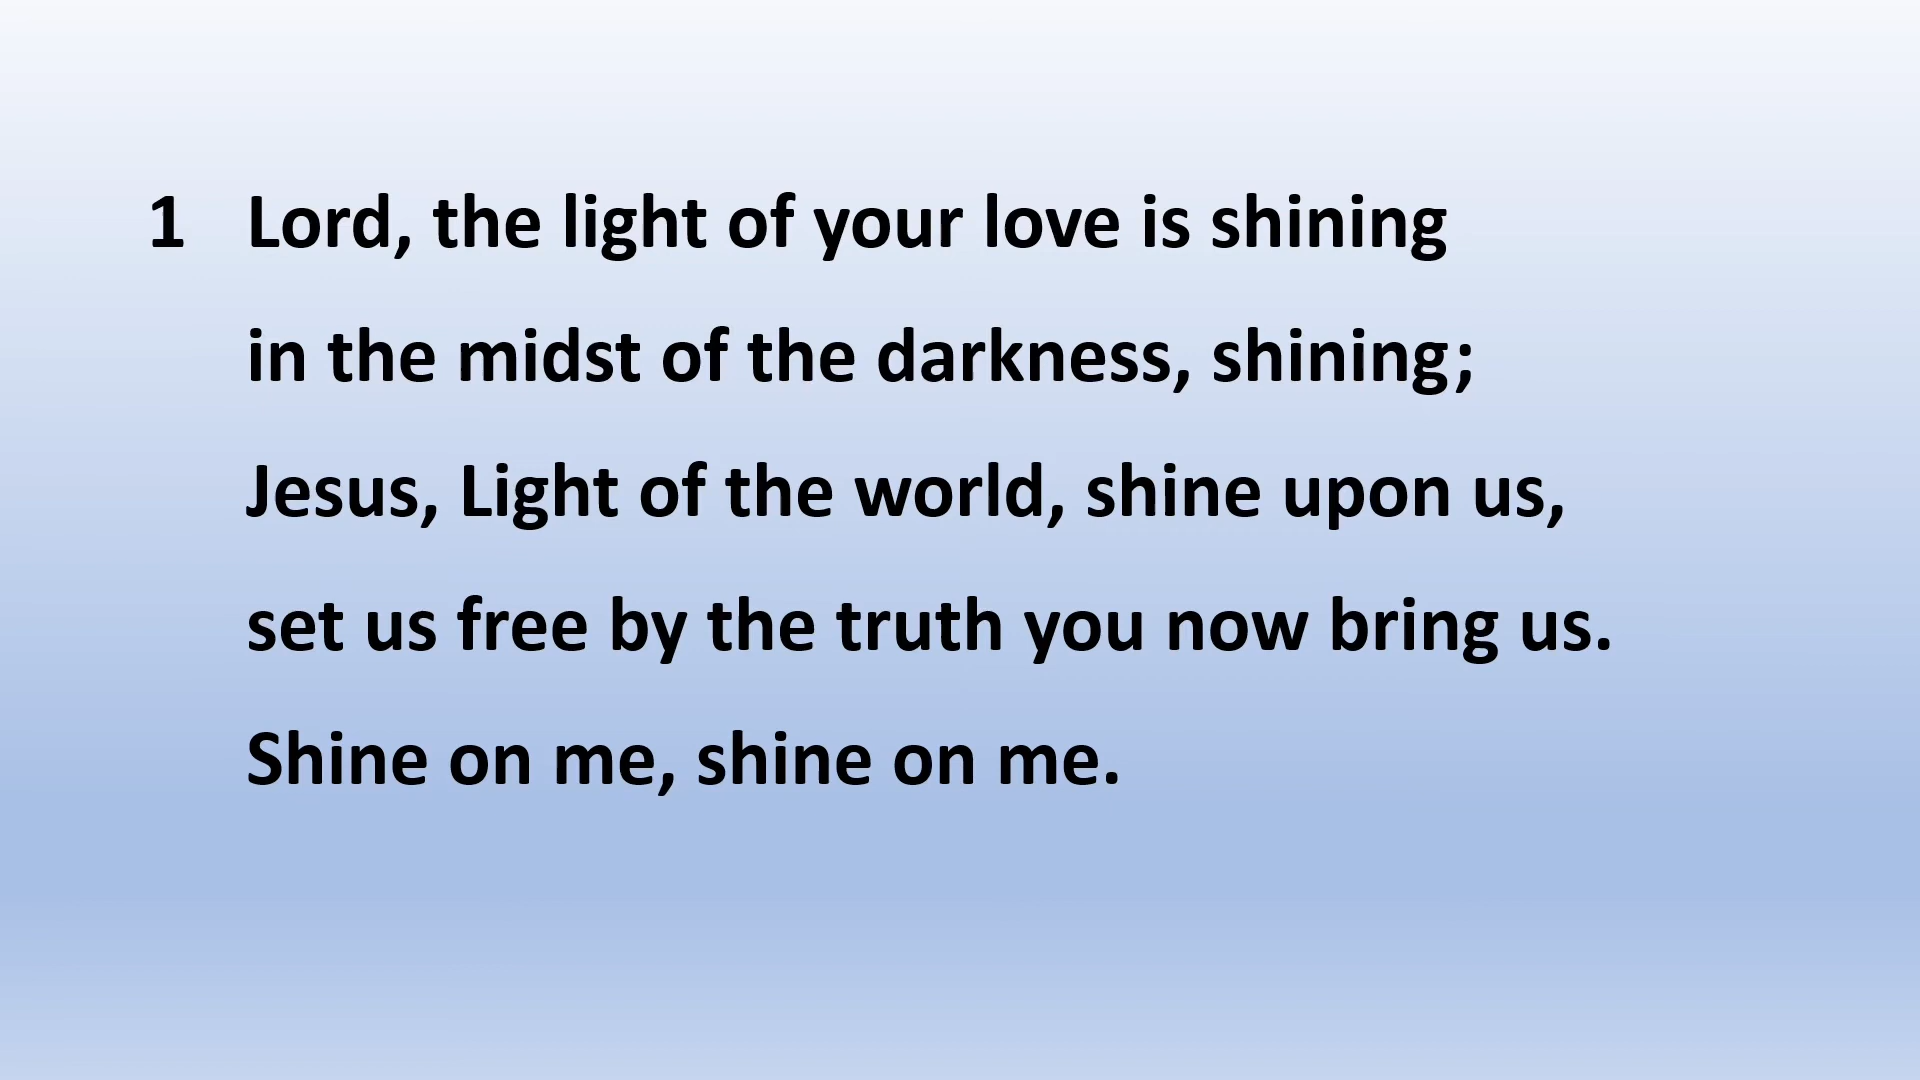 1 Lord, the light of your love is shining
in the midst of the darkness, shining;
Jesus, Light of the world, shine upon us,
set us free by the truth you now bring us.
Shine on me, shine on me.